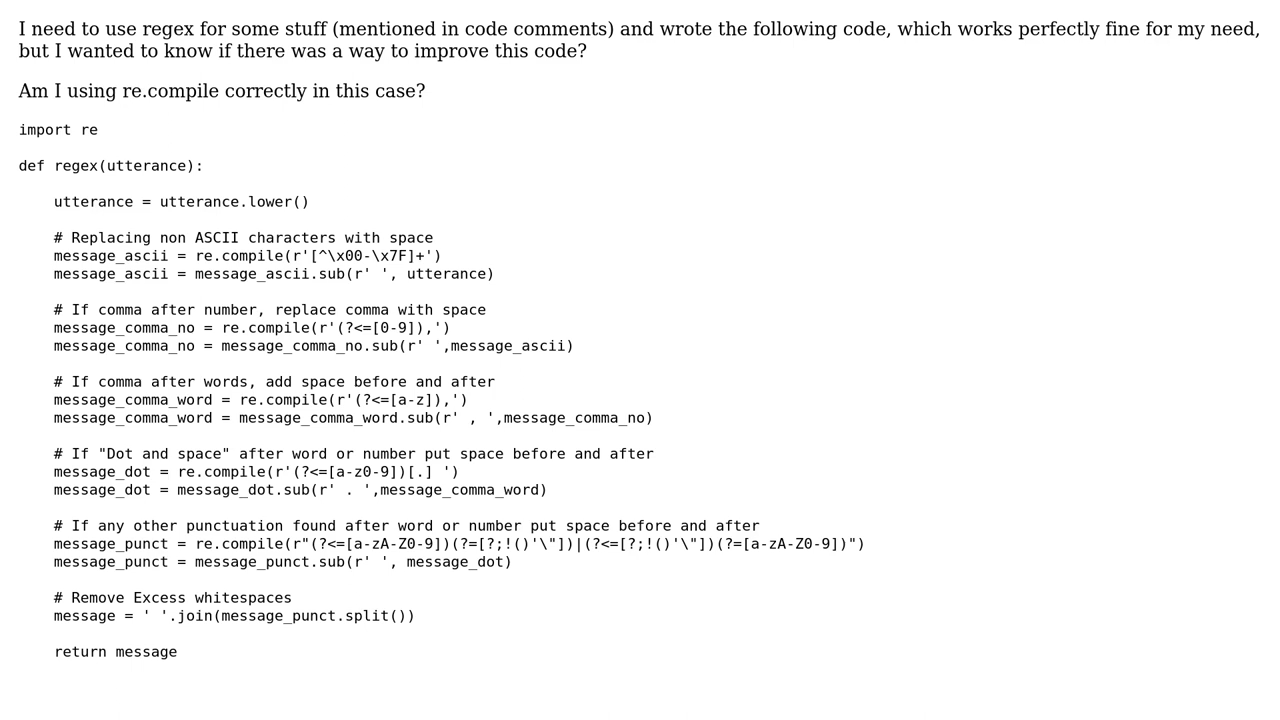 I need to use regex for some stuff (mentioned in code comments) and wrote the following code, which works perfectly fine for my need,
but I wanted to know if there was a way to improve this code?
Am I using re.compile correctly in this case?
import re
def regex(utterance):
    utterance = utterance.lower()
    # Replacing non ASCII characters with space
    message_ascii = re.compile(r'[^\x00-\x7F]+')
    message_ascii = message_ascii.sub(r' ', utterance)
    # If comma after number, replace comma with space
    message_comma_no = re.compile(r'(?<=[0-9]),')
    message_comma_no = message_comma_no.sub(r' ',message_ascii)
    # If comma after words, add space before and after
    message_comma_word = re.compile(r'(?<=[a-z]),')
    message_comma_word = message_comma_word.sub(r' , ',message_comma_no)
    # If "Dot and space" after word or number put space before and after
    message_dot = re.compile(r'(?<=[a-z0-9])[.] ')
    message_dot = message_dot.sub(r' . ',message_comma_word)
    # If any other punctuation found after word or number put space before and after
    message_punct = re.compile(r"(?<=[a-zA-Z0-9])(?=[?;!()'\"])|(?<=[?;!()'\"])(?=[a-zA-Z0-9])")
    message_punct = message_punct.sub(r' ', message_dot)
    # Remove Excess whitespaces
    message = ' '.join(message_punct.split())
    return message